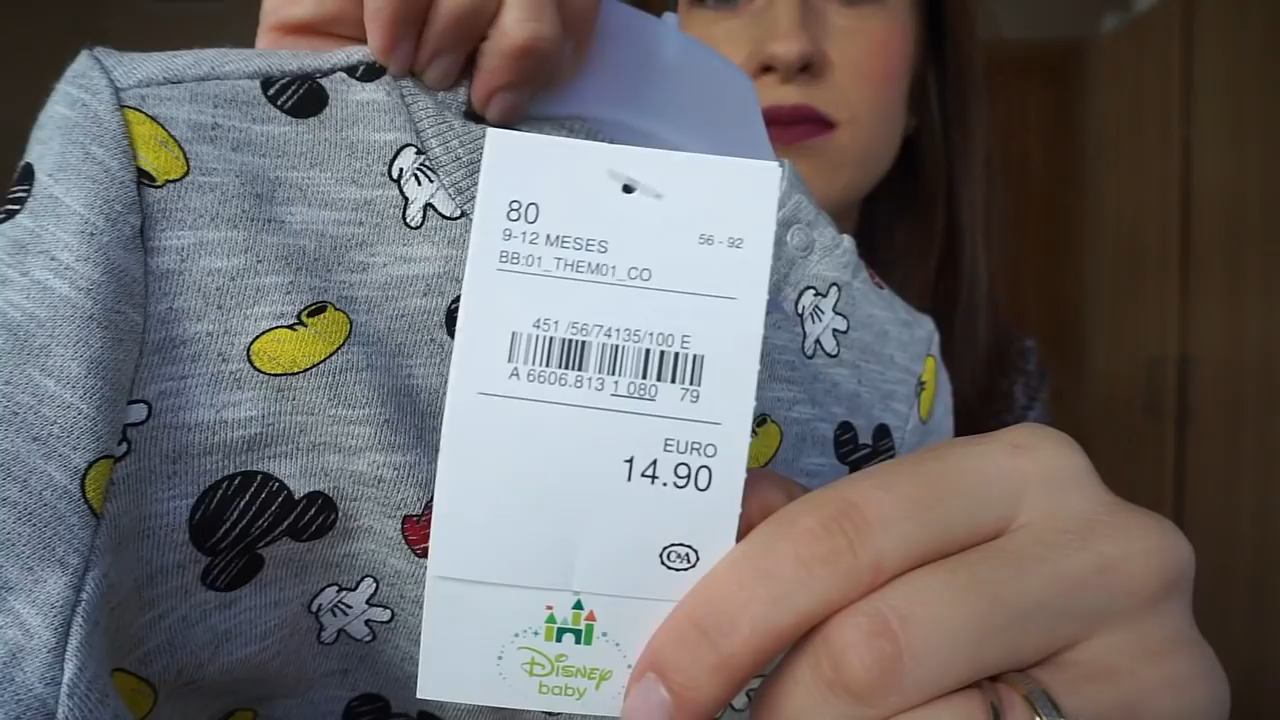 80
9-12 MESES
56 - 92
BB:01_THEM01_CO
451 /56/74135/100 E
A 6606.813 1 080 79
EURO
14.90
C&A
Disney
baby